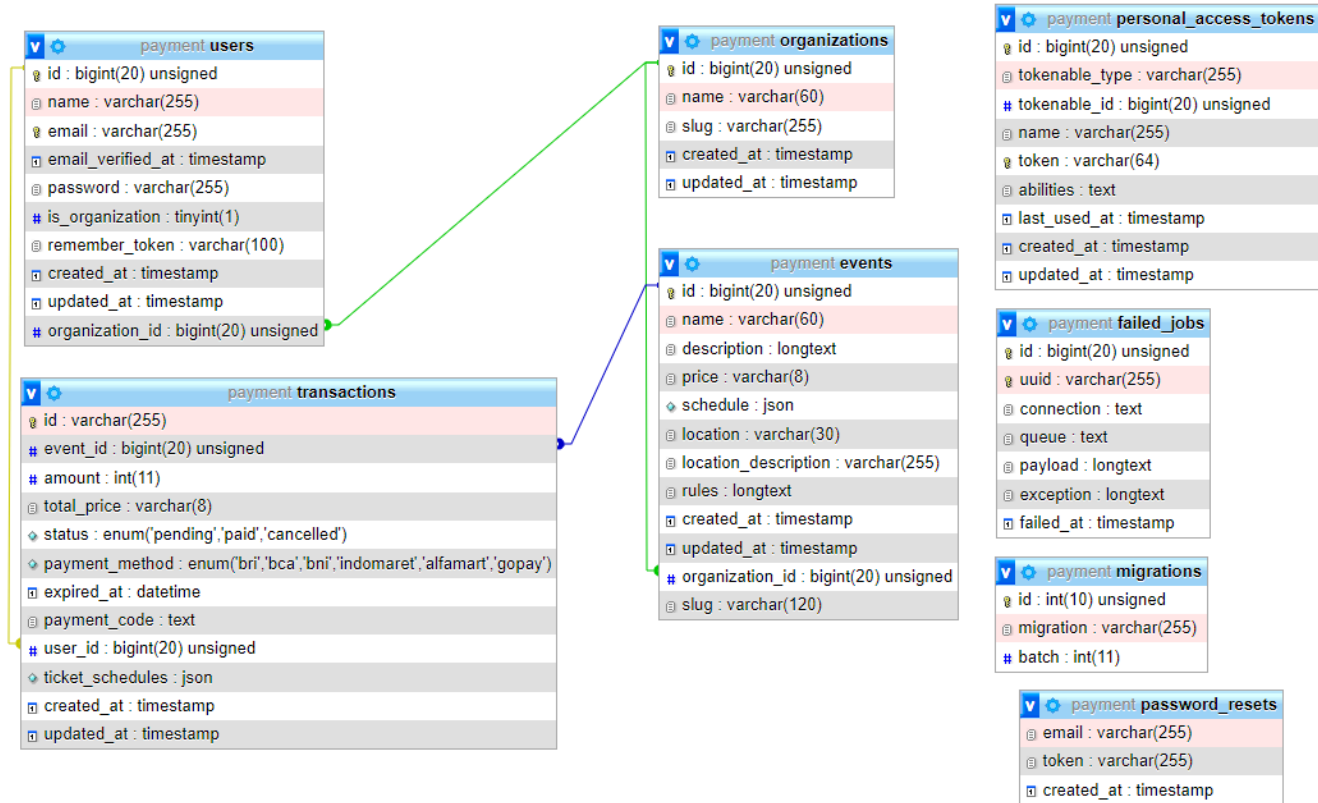 payment users
id : bigint(20) unsigned
name : varchar(255)
email : varchar(255)
email_verified_at : timestamp
password : varchar(255)
is_organization : tinyint(1)
remember_token : varchar(100)
created_at : timestamp
updated_at : timestamp
organization_id : bigint(20) unsigned
payment transactions
id : varchar(255)
event_id : bigint(20) unsigned
amount : int(11)
total_price : varchar(8)
status : enum('pending','paid','cancelled')
payment_method : enum('bri','bca','bni','indomaret','alfamart','gopay')
expired_at : datetime
payment_code : text
user_id : bigint(20) unsigned
ticket_schedules : json
created_at : timestamp
updated_at : timestamp
payment organizations
id : bigint(20) unsigned
name : varchar(60)
slug : varchar(255)
created_at : timestamp
updated_at : timestamp
payment events
id : bigint(20) unsigned
name : varchar(60)
description : longtext
price : varchar(8)
schedule : json
location : varchar(30)
location_description : varchar(255)
rules : longtext
created_at : timestamp
updated_at : timestamp
organization_id : bigint(20) unsigned
slug : varchar(120)
payment personal_access_tokens
id : bigint(20) unsigned
tokenable_type : varchar(255)
tokenable_id : bigint(20) unsigned
name : varchar(255)
token : varchar(64)
abilities : text
last_used_at : timestamp
created_at : timestamp
updated_at : timestamp
payment failed_jobs
id : bigint(20) unsigned
uuid : varchar(255)
connection : text
queue : text
payload : longtext
exception : longtext
failed_at : timestamp
payment migrations
id : int(10) unsigned
migration : varchar(255)
batch : int(11)
payment password_resets
email : varchar(255)
token : varchar(255)
created_at : timestamp